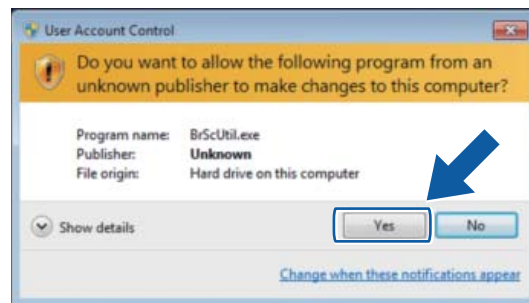 User Account Control
Do you want to allow the following program from an
unknown publisher to make changes to this computer?
Program name: BrScUtil.exe
Publisher: Unknown
File origin: Hard drive on this computer
Show details
Yes
No
Change when these notifications appear